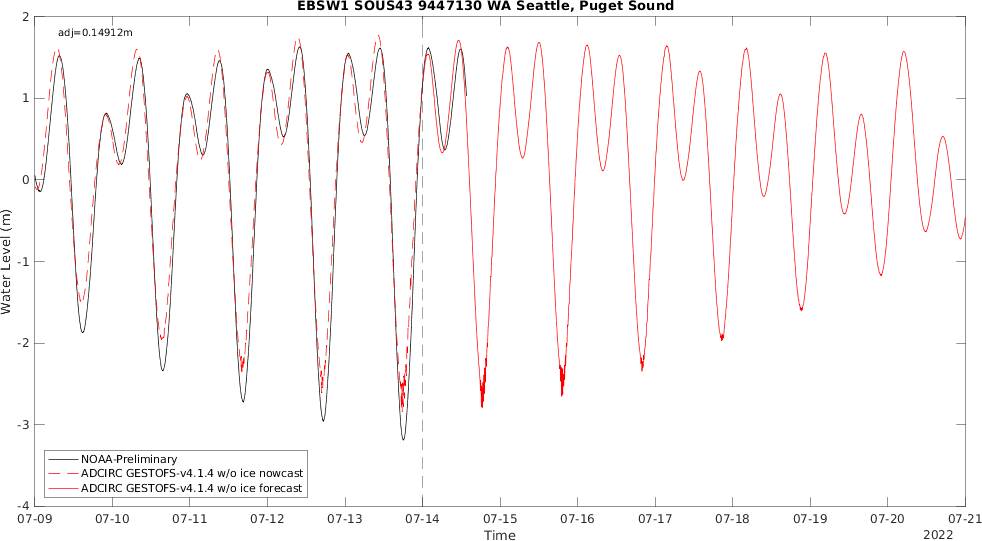 EBSW1 SOUS43 9447130 WA Seattle, Puget Sound
adj=0.14912m
2
1
0
-1
-2
-3
-4
Water Level (m)
NOAA-Preliminary
ADCIRC GESTOFS-v4.1.4 w/o ice nowcast
ADCIRC GESTOFS-v4.1.4 w/o ice forecast
07-09 07-10 07-11 07-12 07-13 07-14 07-15 07-16 07-17 07-18 07-19 07-20 07-21
Time
2022